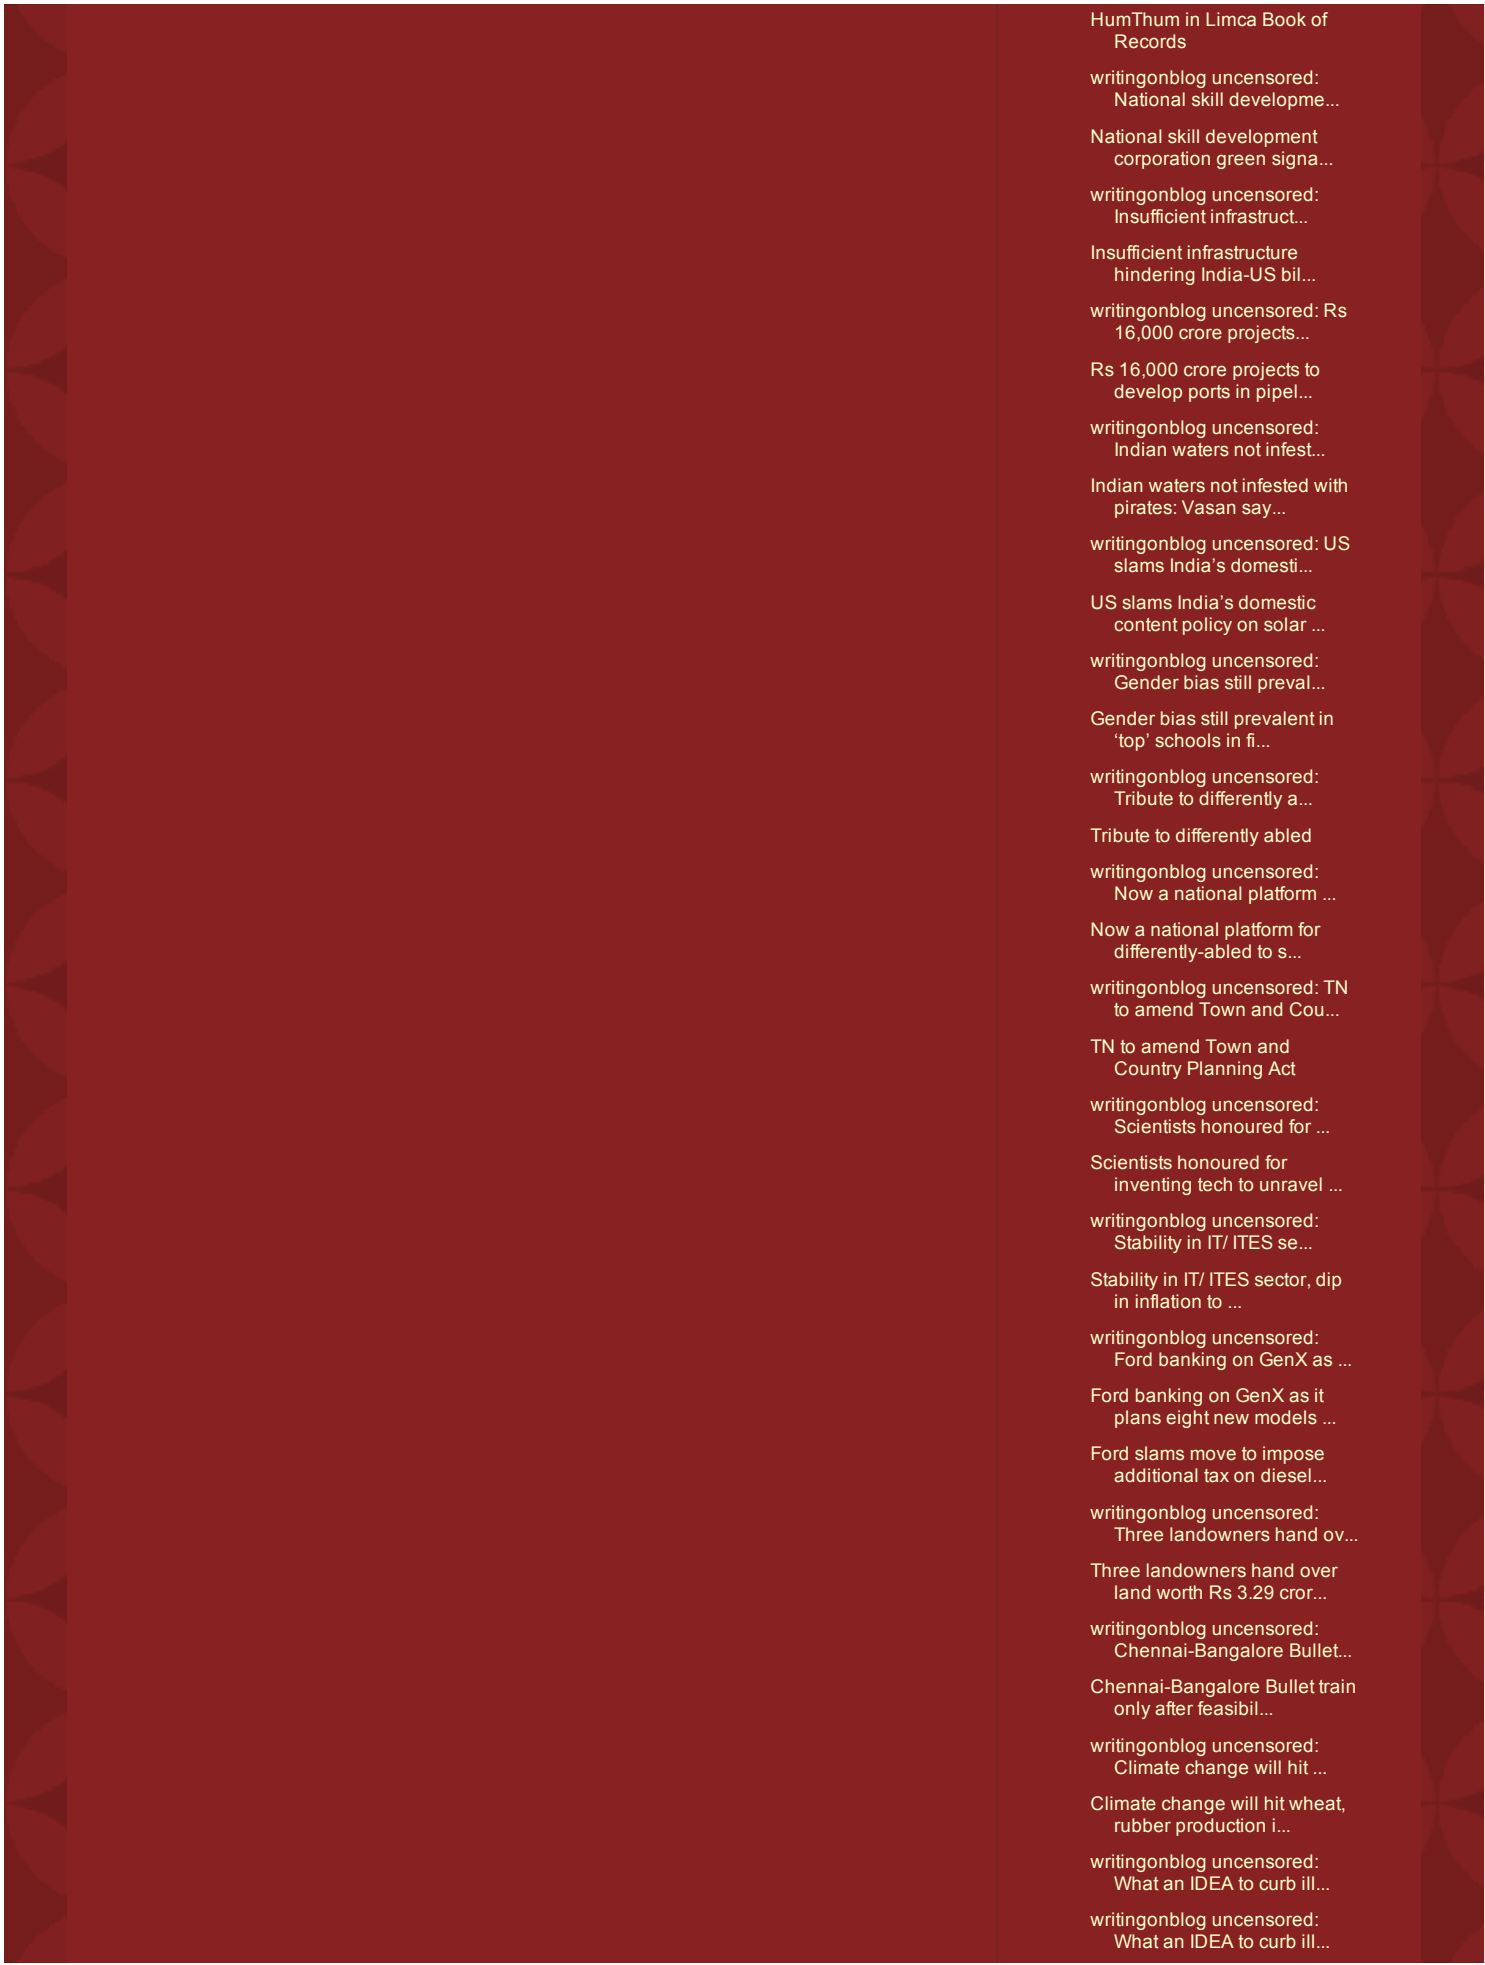 HumThum in Limca Book of
Records
writingonblog uncensored:
National skill developme...
National skill development
corporation green signa...
writingonblog uncensored:
Insufficient infrastruct...
Insufficient infrastructure
hindering India-US bil...
writingonblog uncensored: Rs
16,000 crore projects...
Rs 16,000 crore projects to
develop ports in pipel...
writingonblog uncensored:
Indian waters not infest...
Indian waters not infested with
pirates: Vasan say...
writingonblog uncensored: US
slams India’s domesti...
US slams India’s domestic
content policy on solar ...
writingonblog uncensored:
Gender bias still preval...
Gender bias still prevalent in
‘top’ schools in fi...
writingonblog uncensored:
Tribute to differently a...
Tribute to differently abled
writingonblog uncensored:
Now a national platform ...
Now a national platform for
differently-abled to s...
writingonblog uncensored: TN
to amend Town and Cou...
TN to amend Town and
Country Planning Act
writingonblog uncensored:
Scientists honoured for ...
Scientists honoured for
inventing tech to unravel ...
writingonblog uncensored:
Stability in IT/ ITES se...
Stability in IT/ ITES sector, dip
in inflation to ...
writingonblog uncensored:
Ford banking on GenX as ...
Ford banking on GenX as it
plans eight new models ...
Ford slams move to impose
additional tax on diesel...
writingonblog uncensored:
Three landowners hand ov...
Three landowners hand over
land worth Rs 3.29 cror...
writingonblog uncensored:
Chennai-Bangalore Bullet...
Chennai-Bangalore Bullet train
only after feasibil...
writingonblog uncensored:
Climate change will hit ...
Climate change will hit wheat,
rubber production i...
writingonblog uncensored:
What an IDEA to curb ill...
writingonblog uncensored:
What an IDEA to curb ill...